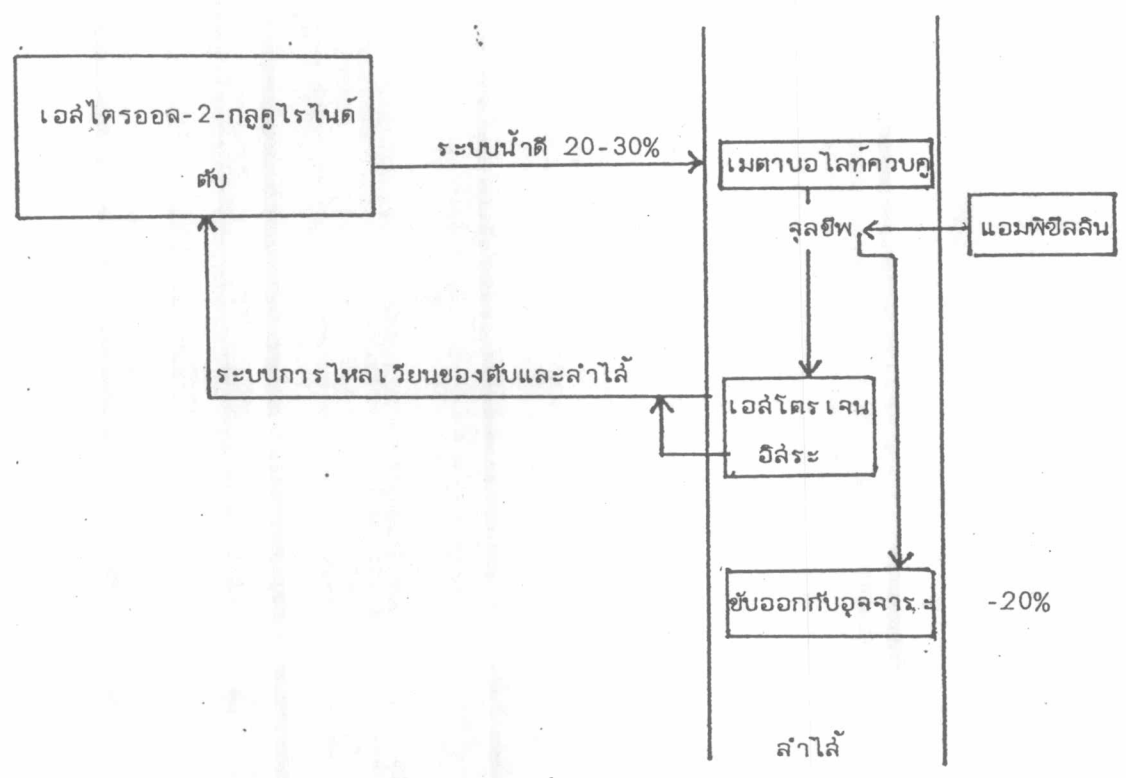 เอสไตรออล-2-กลูคูไรไนด์
ตับ
ระบบน้ำดี 20-30%
เมตาบอไลท์ควบคู
จุลชีพ
แอมพิซิลลิน
ระบบการไหลเวียนของตับและลำไส้
เอสโตรเจน
อิสระ
ขับออกกับอุจจาระ
-20%
ลำไส้